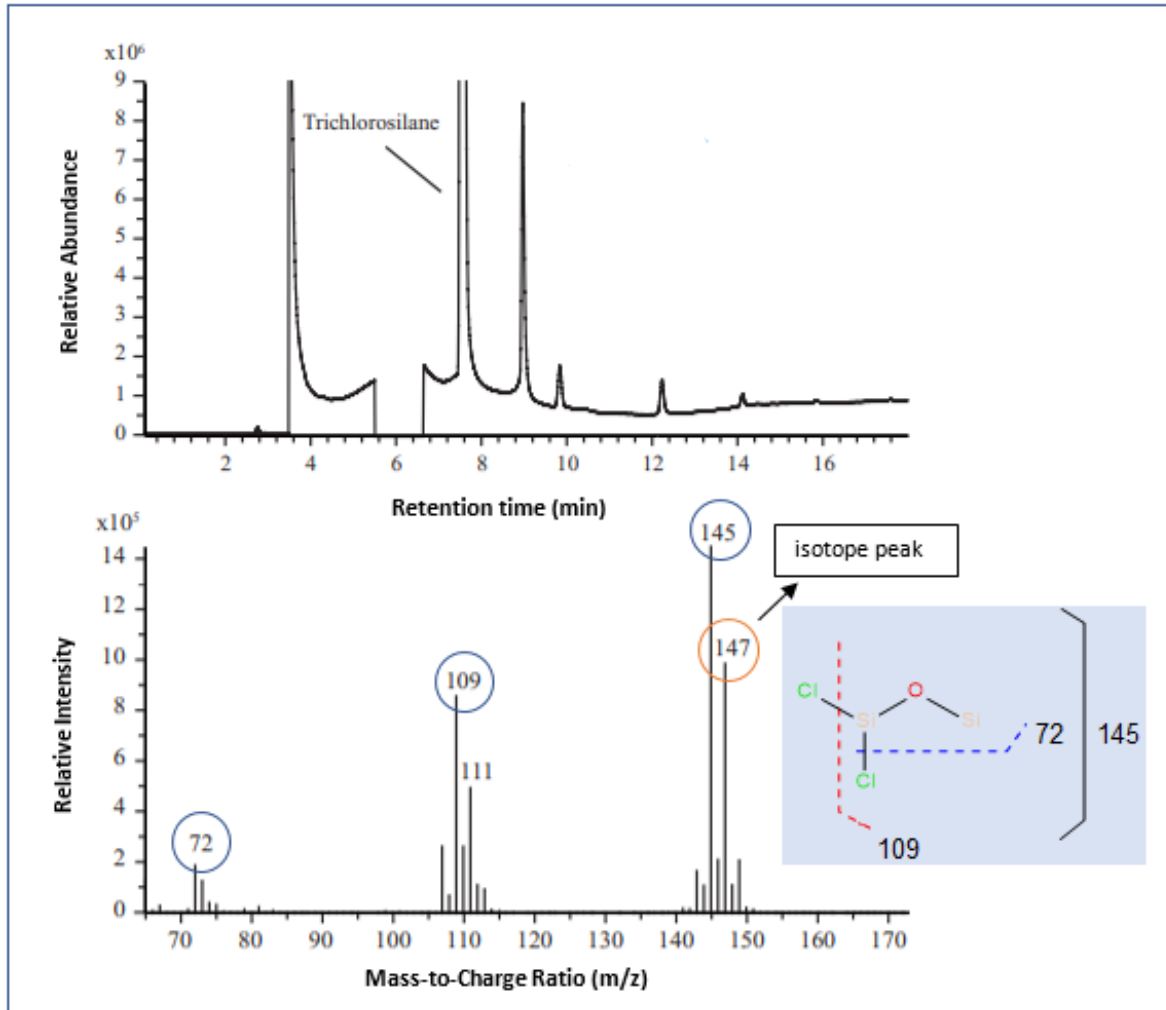 x10⁶
9
8
7
6
5
4
3
2
1
0
Relative Abundance
Trichlorosilane
2 4 6 8 10 12 14 16
Retention time (min)
x10⁵
14
12
10
8
6
4
2
0
Relative Intensity
72
109
111
145
147
isotope peak
Cl
Si
O
Si
Cl
72
145
109
70 80 90 100 110 120 130 140 150 160 170
Mass-to-Charge Ratio (m/z)